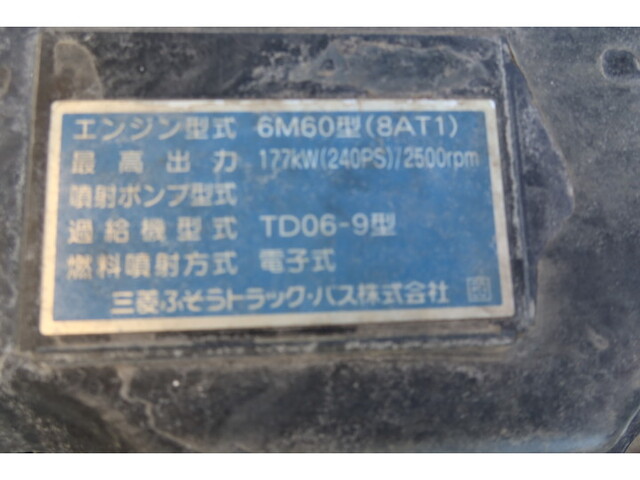 エンジン型式 6M60型(8AT1)
最高出力 177kW(240PS)/2500rpm
噴射ポンプ型式
過給機型式 TD06-9型
燃料噴射方式 電子式
三菱ふそうトラック・バス株式会社